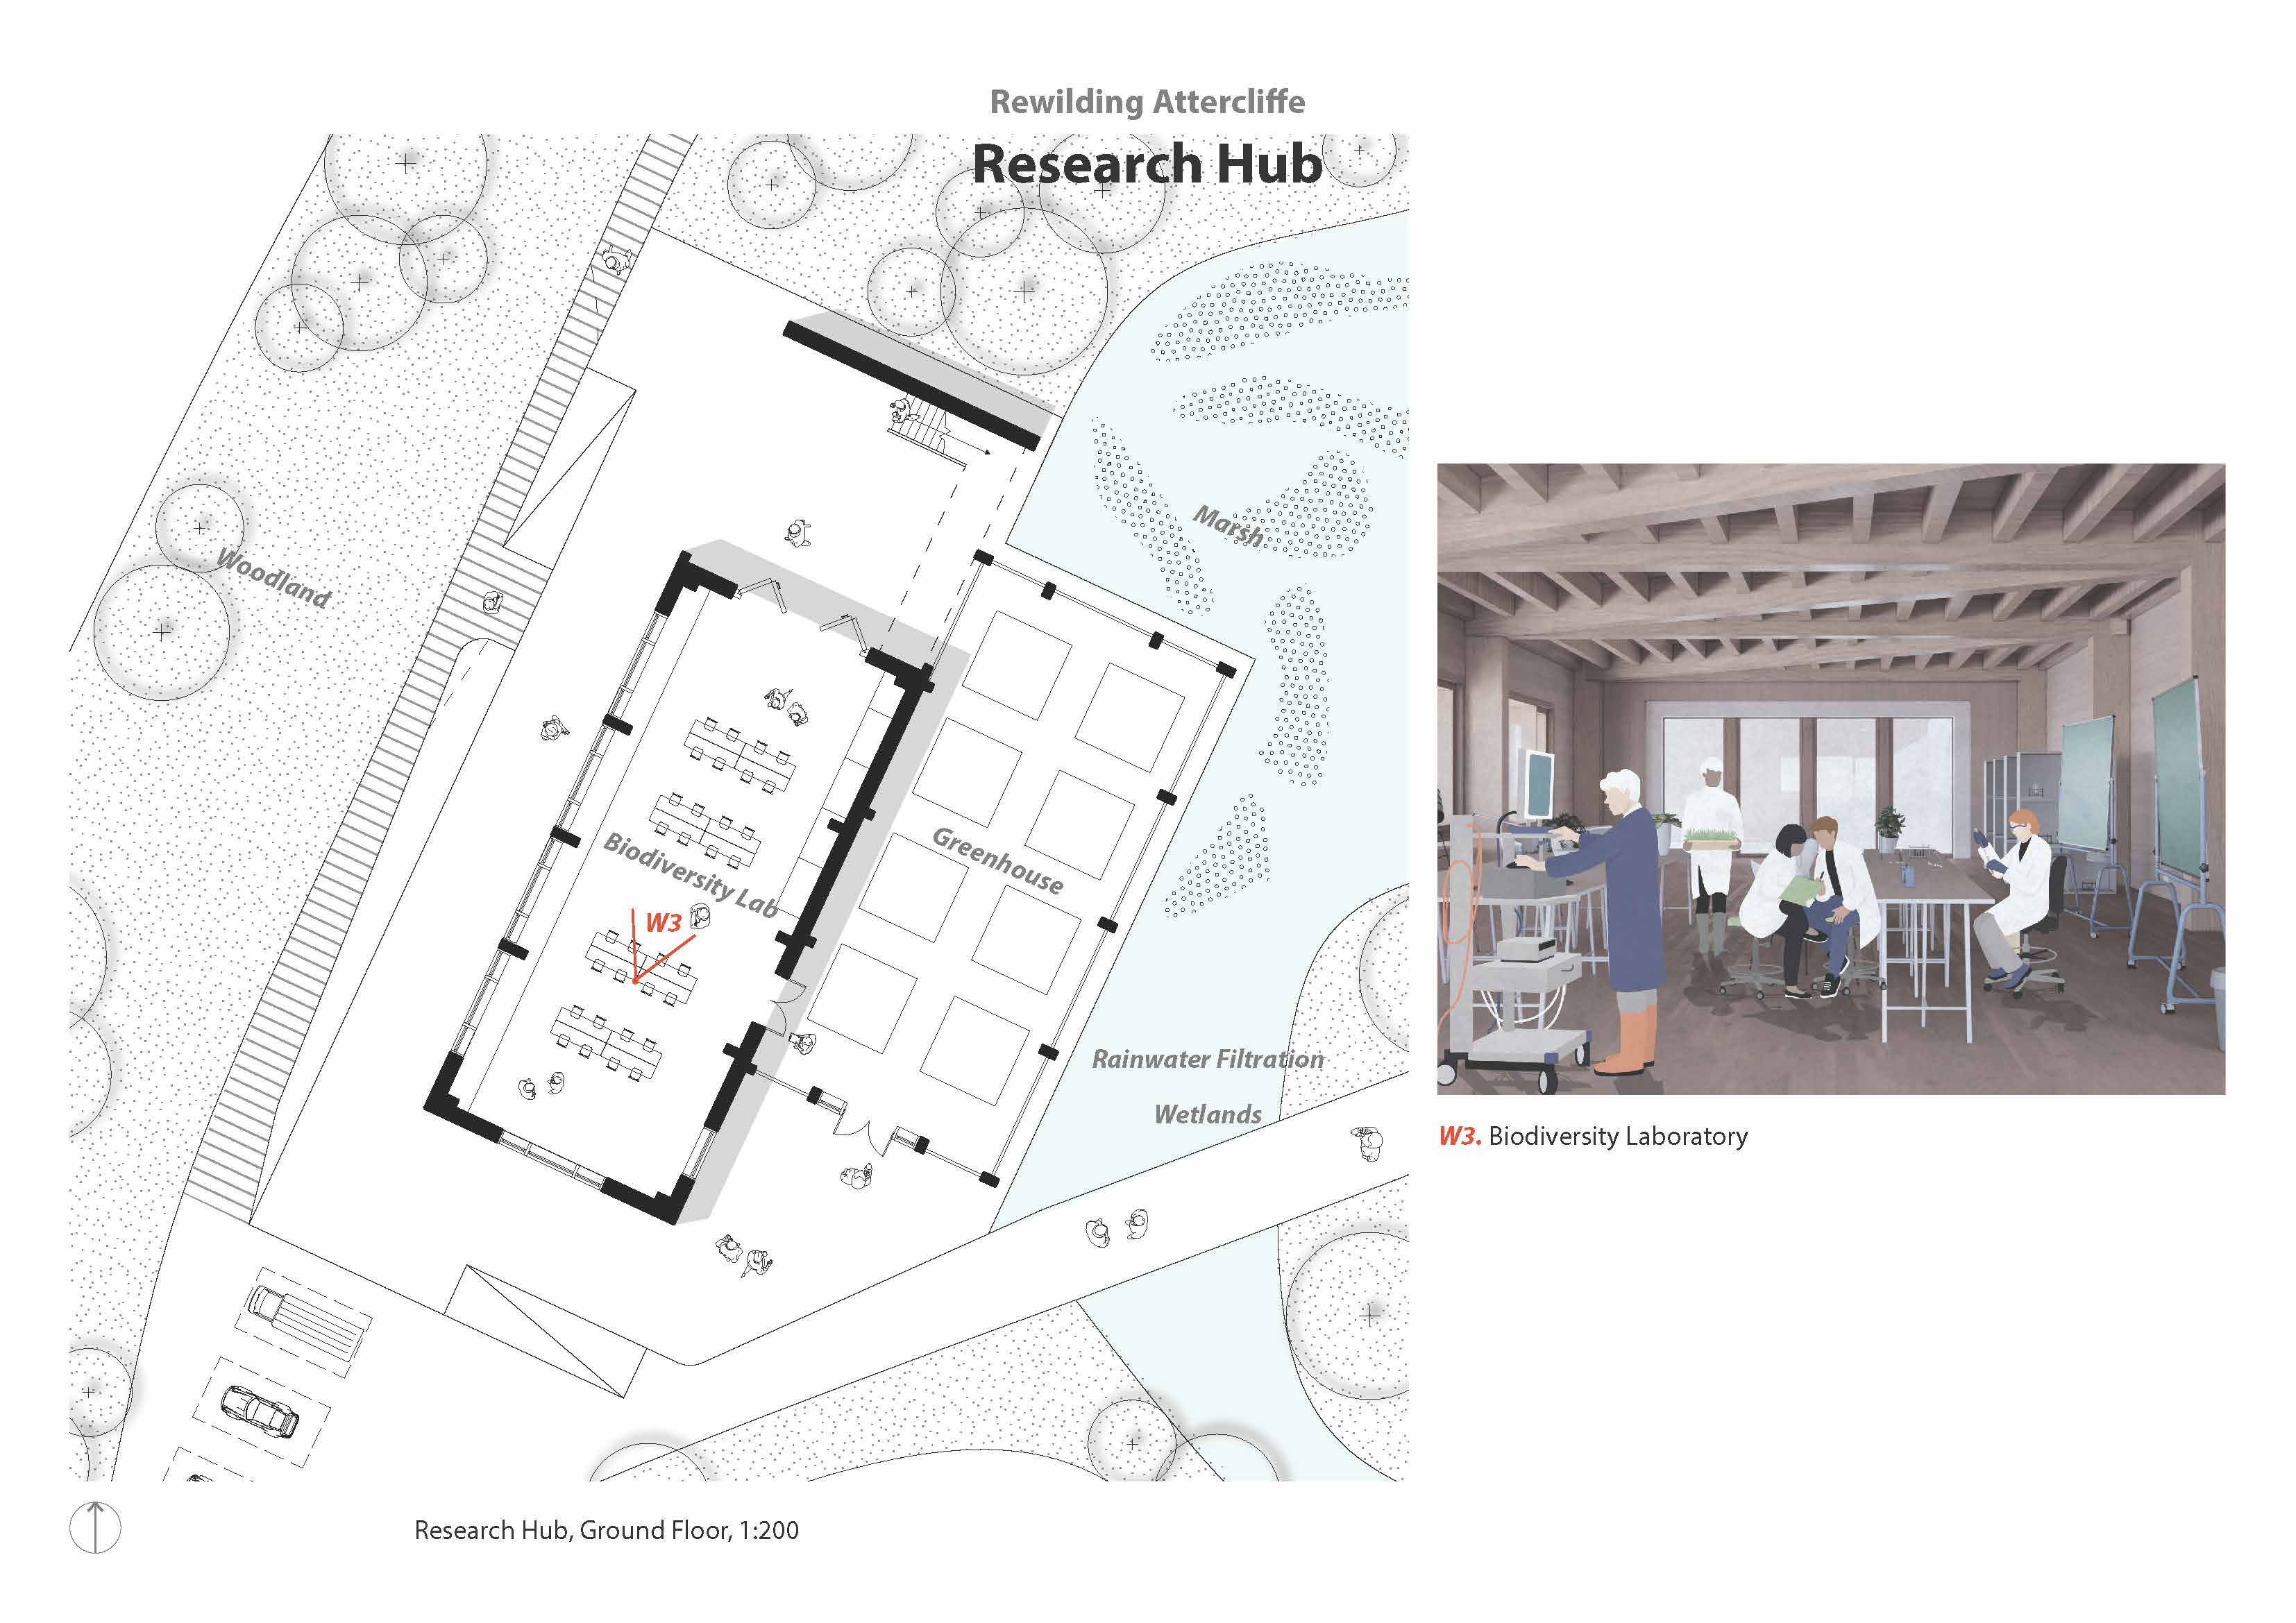 Rewilding Attercliffe
Research Hub
Woodland
Marsh
Biodiversity Lab
Greenhouse
W3
Rainwater Filtration
Wetlands
W3. Biodiversity Laboratory
Research Hub, Ground Floor, 1:200